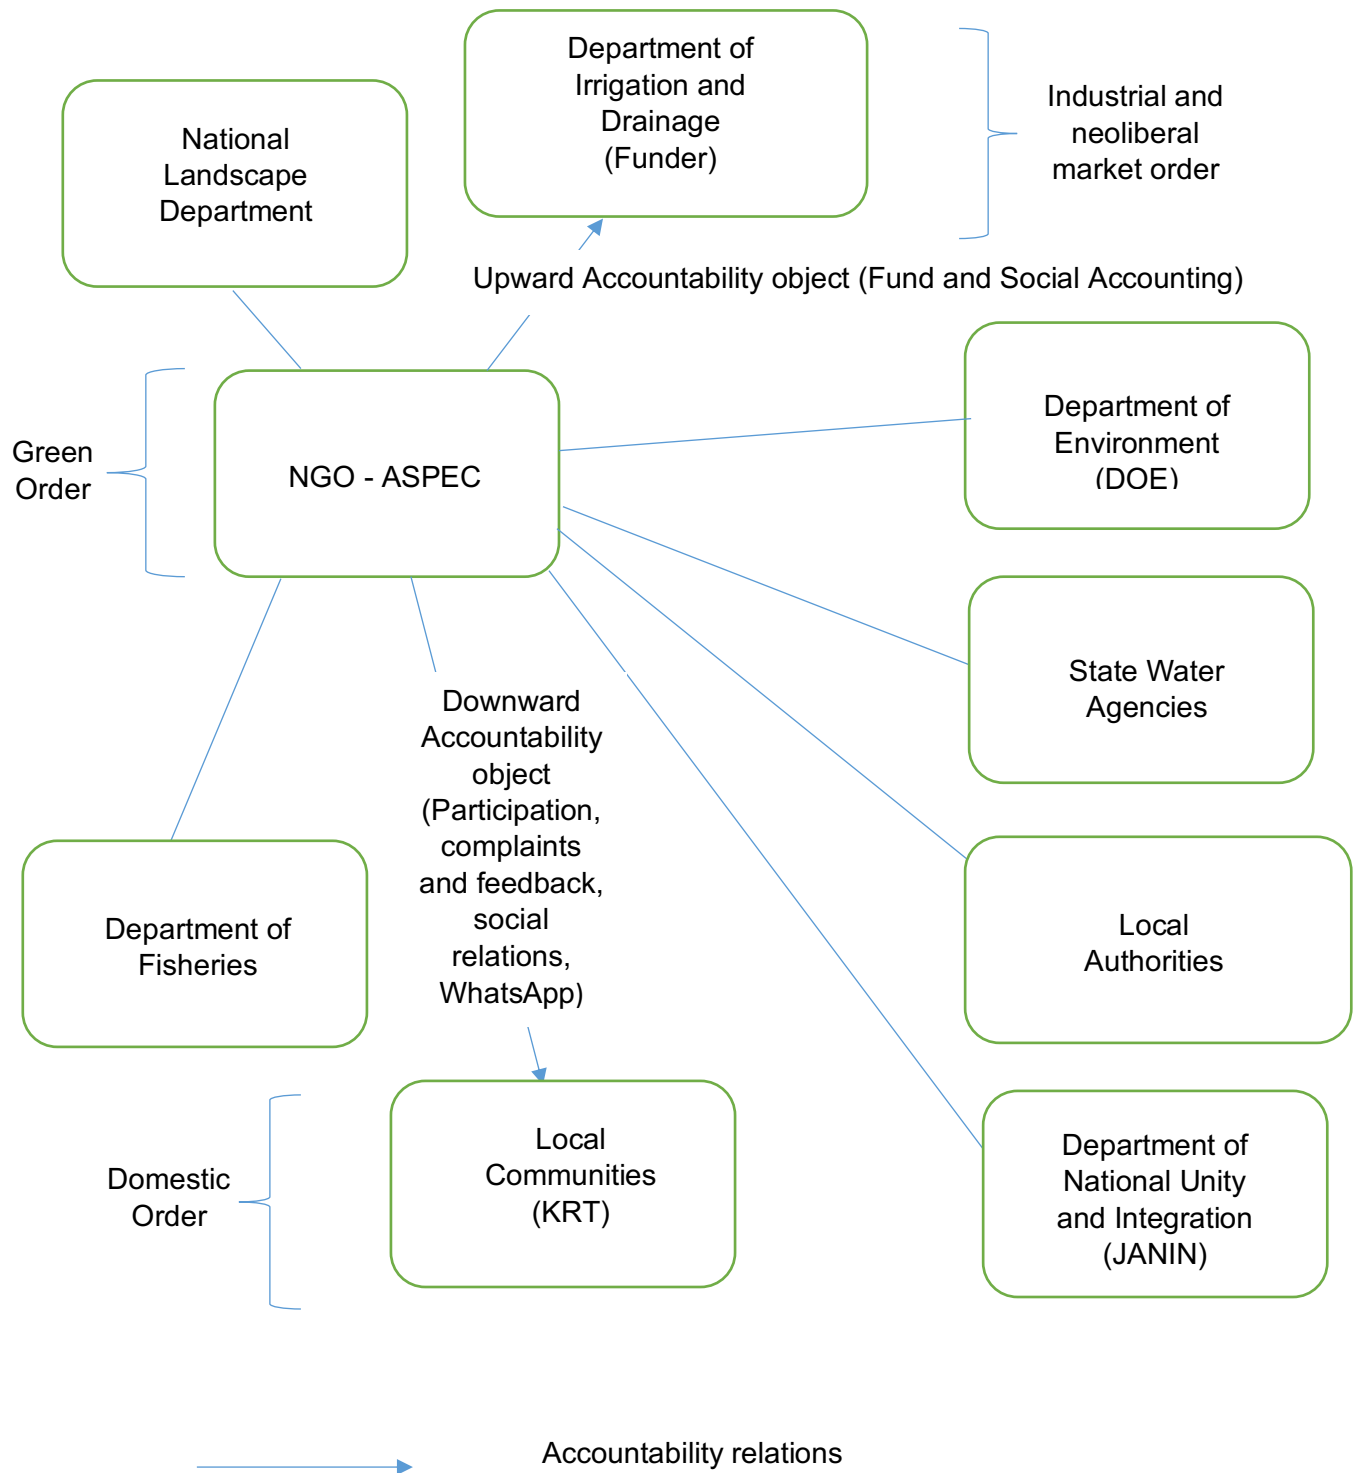 Department of
Irrigation and
Drainage
(Funder)
Industrial and
neoliberal
market order
National
Landscape
Department
Upward Accountability object (Fund and Social Accounting)
Green
Order
NGO - ASPEC
Department of
Environment
(DOE)
State Water
Agencies
Downward
Accountability
object
(Participation,
complaints
and feedback,
social
relations,
WhatsApp)
Department of
Fisheries
Local
Authorities
Domestic
Order
Local
Communities
(KRT)
Department of
National Unity
and Integration
(JANIN)
Accountability relations